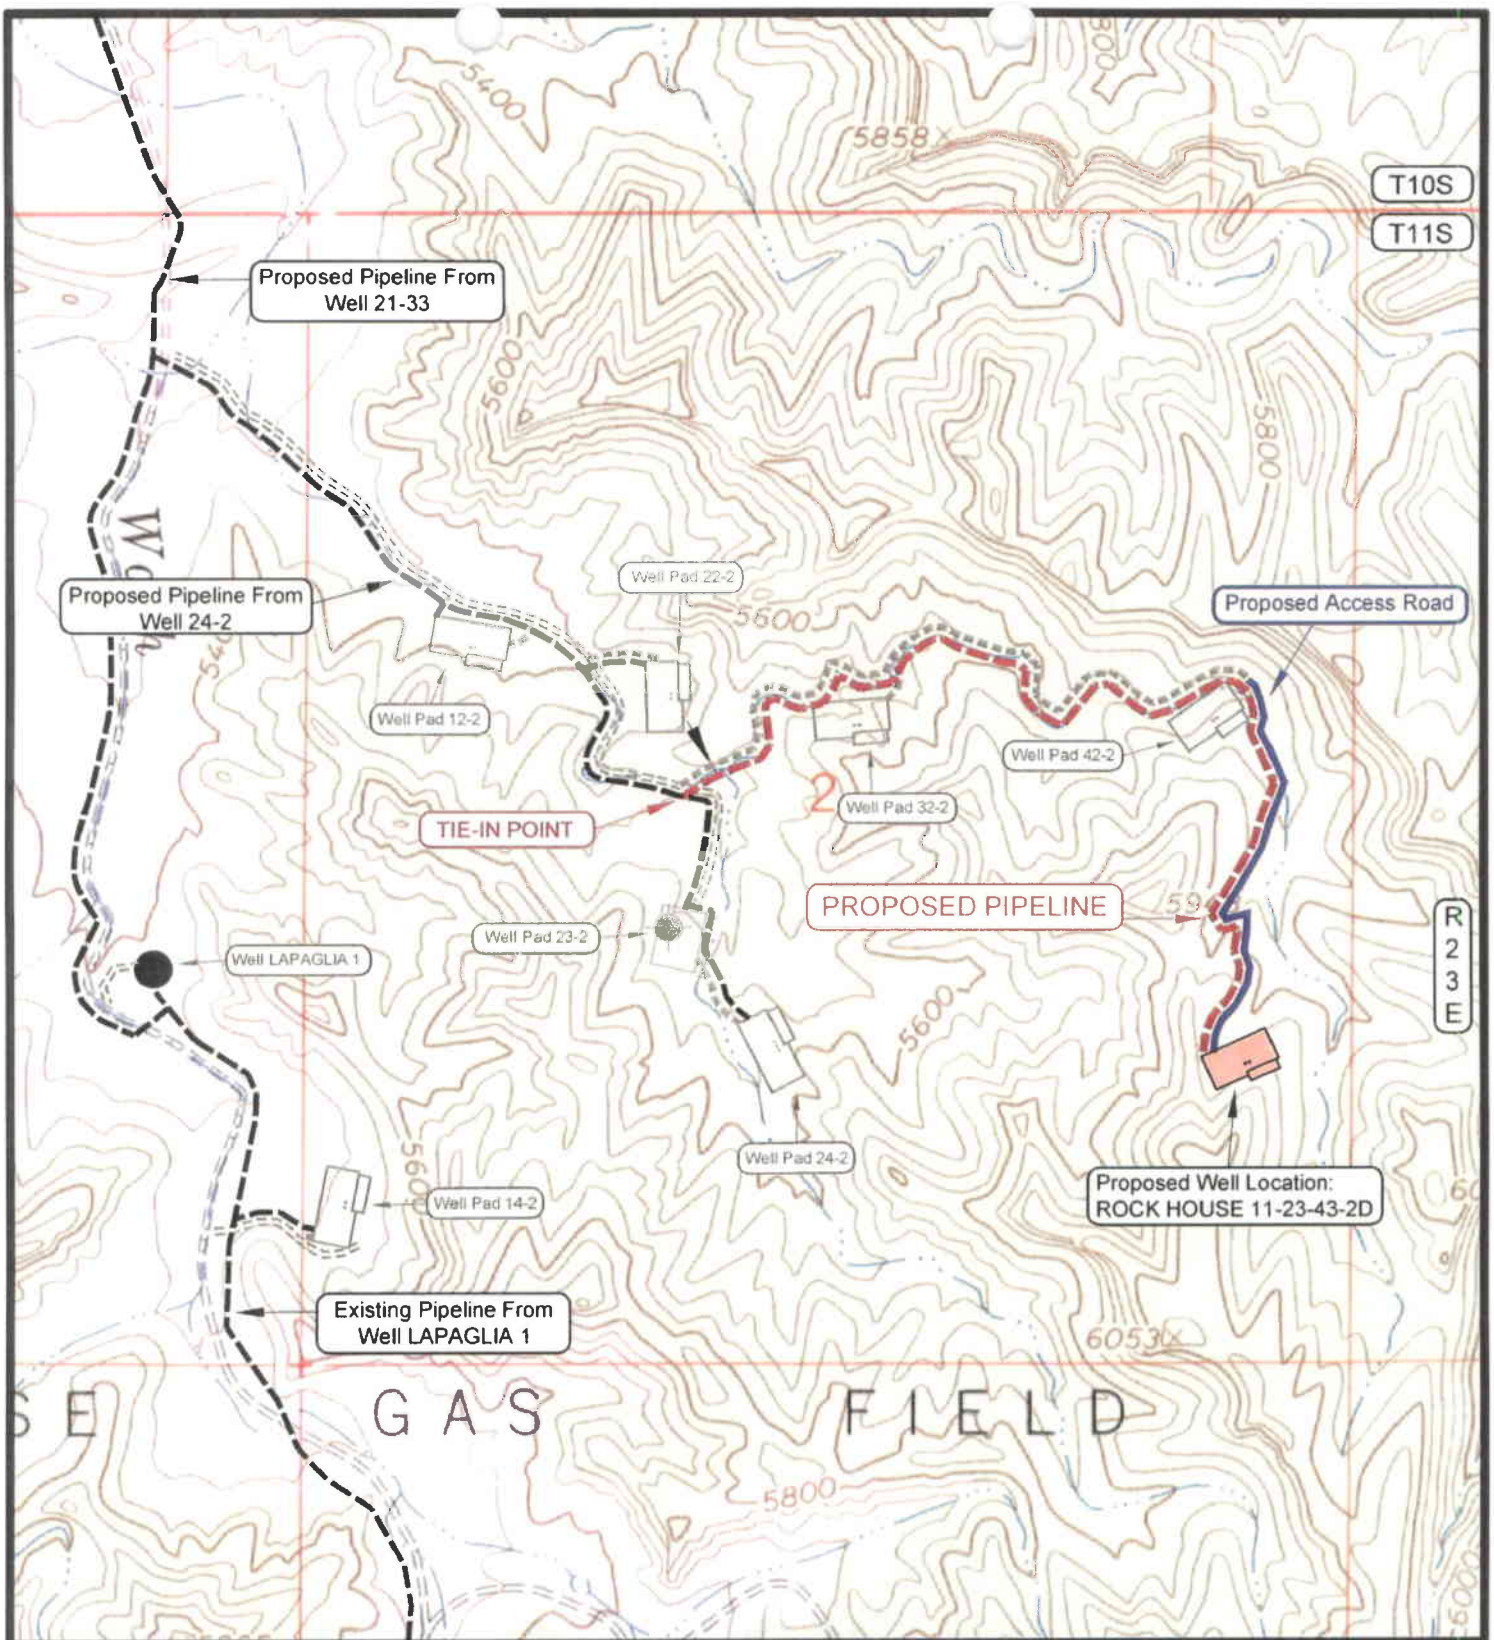 5400
5858
T10S
T11S
Proposed Pipeline From
Well 21-33
5600
5800
Proposed Pipeline From
Well 24-2
Well Pad 22-2
5600
Proposed Access Road
Well Pad 12-2
Well Pad 42-2
2
Well Pad 32-2
TIE-IN POINT
PROPOSED PIPELINE
59
R
2
3
E
Well Pad 23-2
Well LAPAGLIA 1
5600
Well Pad 24-2
Well Pad 14-2
Proposed Well Location:
ROCK HOUSE 11-23-43-2D
Existing Pipeline From
Well LAPAGLIA 1
6053
SE GAS FIELD
5800
6000